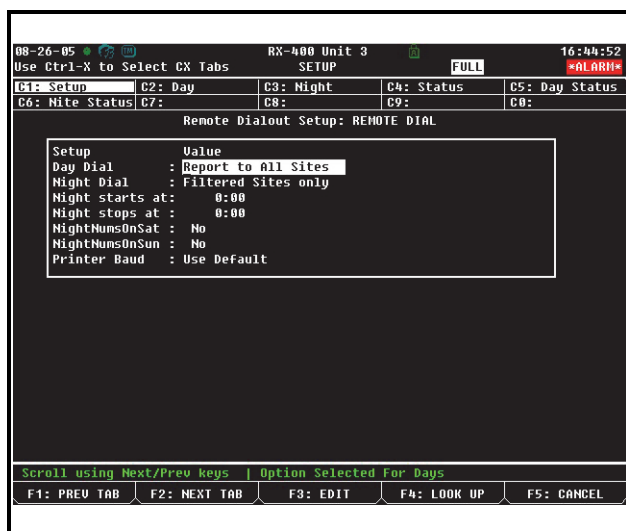 08-26-05 RX-400 Unit 3 16:44:52
Use Ctrl-X to Select CX Tabs SETUP FULL *ALARM*
C1: Setup C2: Day C3: Night C4: Status C5: Day Status
C6: Nite Status C7: C8: C9: C0:
Remote Dialout Setup: REMOTE DIAL
Setup Value
Day Dial : Report to All Sites
Night Dial : Filtered Sites only
Night starts at: 0:00
Night stops at : 0:00
NightNumsOnSat : No
NightNumsOnSun : No
Printer Baud : Use Default
Scroll using Next/Prev keys | Option Selected For Days
F1: PREV TAB F2: NEXT TAB F3: EDIT F4: LOOK UP F5: CANCEL